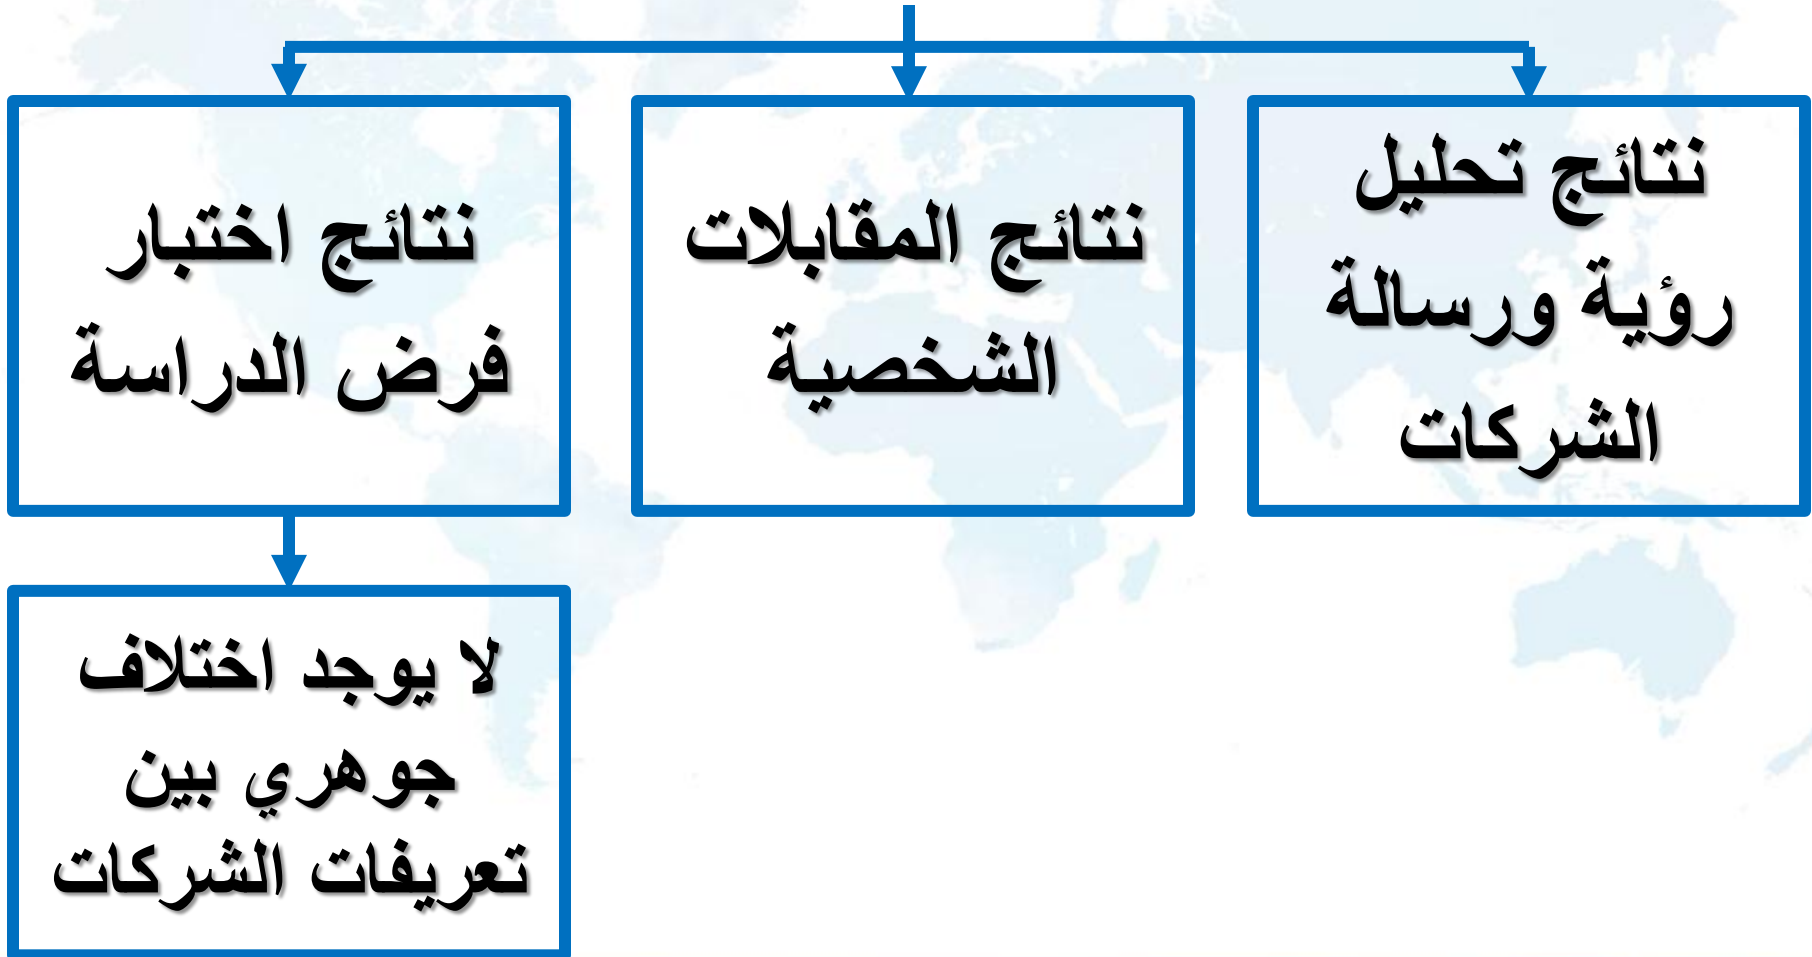 نتائج تحليل
رؤية ورسالة
الشركات
نتائج المقابلات
الشخصية
نتائج اختبار
فرض الدراسة
لا يوجد اختلاف
جوهري بين
تعريفات الشركات